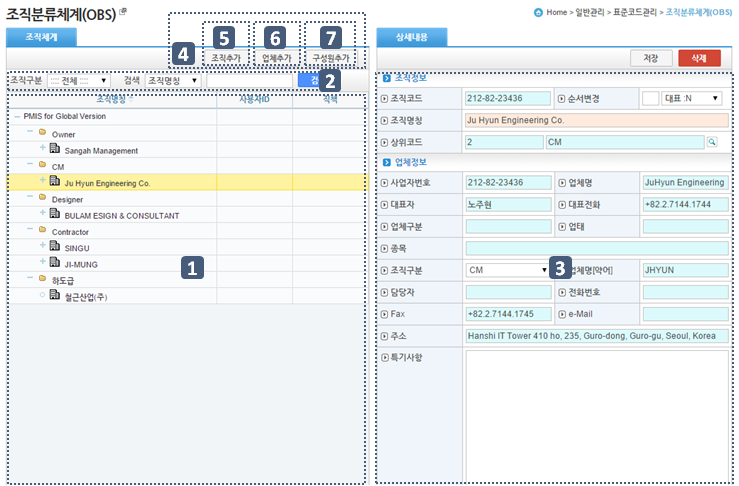 조직분류체계(OBS)
Home > 일반관리 > 표준코드관리 > 조직분류체계(OBS)
조직체계
4
5
6
7
조직추가
업체추가
구성원추가
조직구분
:::: 전체 ::::
검색
조직명칭
2
조직명칭
사용자ID
직책
PMIS for Global Version
Owner
Sangah Management
CM
Ju Hyun Engineering Co.
Designer
BULAM ESIGN & CONSULTANT
Contractor
SINGU
JI-MUNG
1
하도급
철근산업(주)
상세내용
저장
삭제
조직정보
조직코드 212-82-23436 순서변경 대표 :N
조직명칭 Ju Hyun Engineering Co.
상위코드 2 CM
업체정보
사업자번호 212-82-23436 업체명 JuHyun Engineering
대표자 노주현 대표전화 +82.2.7144.1744
업체구분 업태
종목
조직구분 CM 3 업체명[약어] JHYUN
담당자 전화번호
Fax +82.2.7144.1745 e-Mail
주소 Hanshi IT Tower 410 ho, 235, Guro-dong, Guro-gu, Seoul, Korea
특기사항